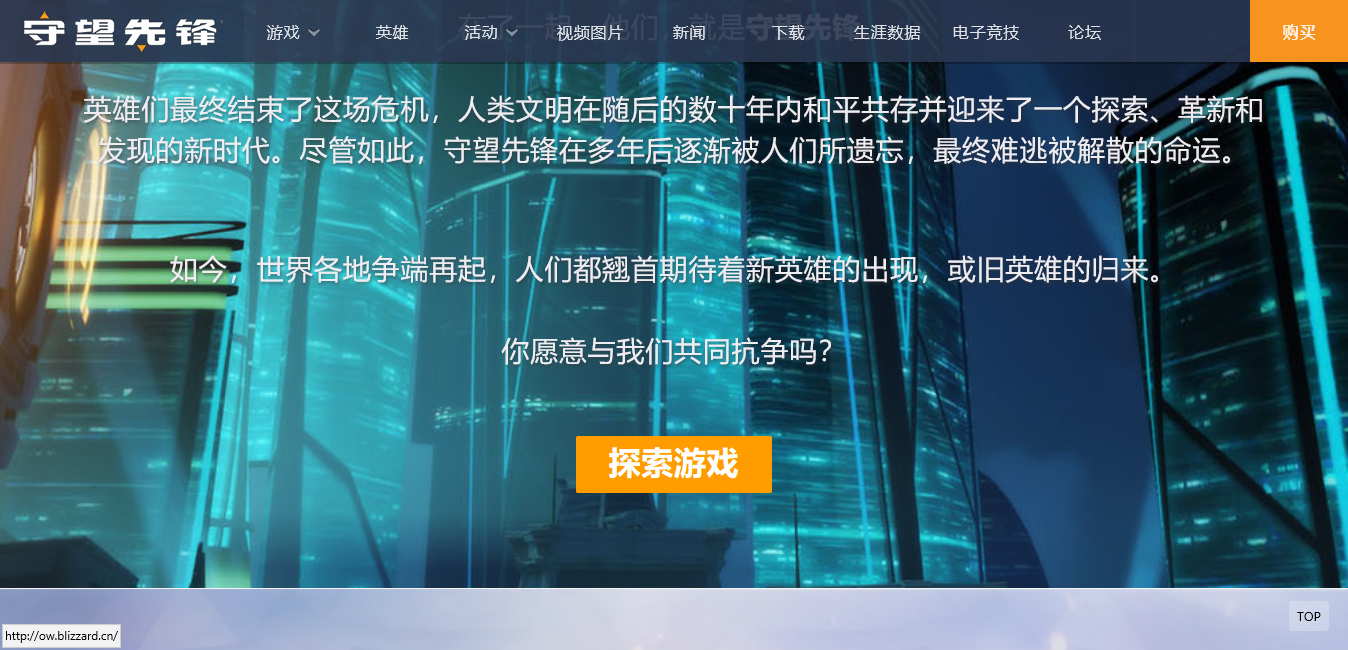 守望先锋
游戏 英雄 活动 视频图片 新闻 下载 生涯数据 电子竞技 论坛 购买
英雄们最终结束了这场危机，人类文明在随后的数十年内和平共存并迎来了一个探索、革新和
发现的新时代。尽管如此，守望先锋在多年后逐渐被人们所遗忘，最终难逃被解散的命运。
如今，世界各地争端再起，人们都翘首期待着新英雄的出现，或旧英雄的归来。
你愿意与我们共同抗争吗？
探索游戏
TOP
http://ow.blizzard.cn/